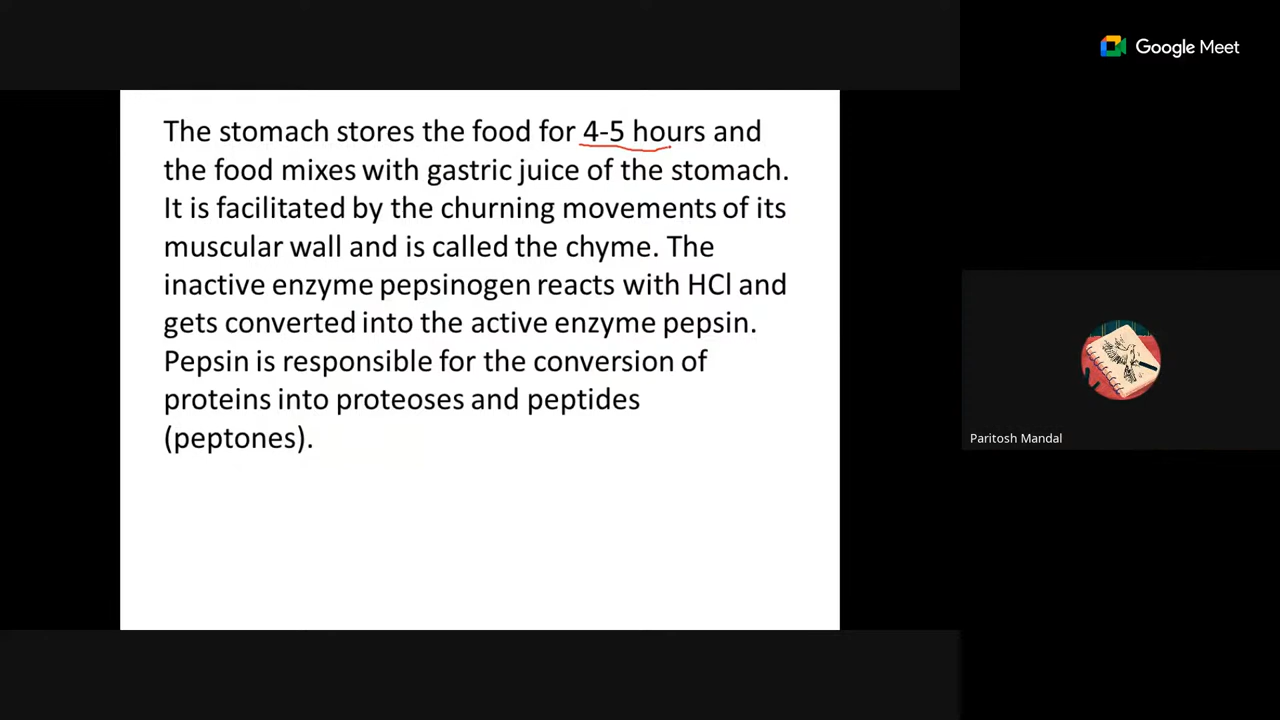 Google Meet
The stomach stores the food for 4-5 hours and
the food mixes with gastric juice of the stomach.
It is facilitated by the churning movements of its
muscular wall and is called the chyme. The
inactive enzyme pepsinogen reacts with HCl and
gets converted into the active enzyme pepsin.
Pepsin is responsible for the conversion of
proteins into proteoses and peptides
(peptones).
Paritosh Mandal